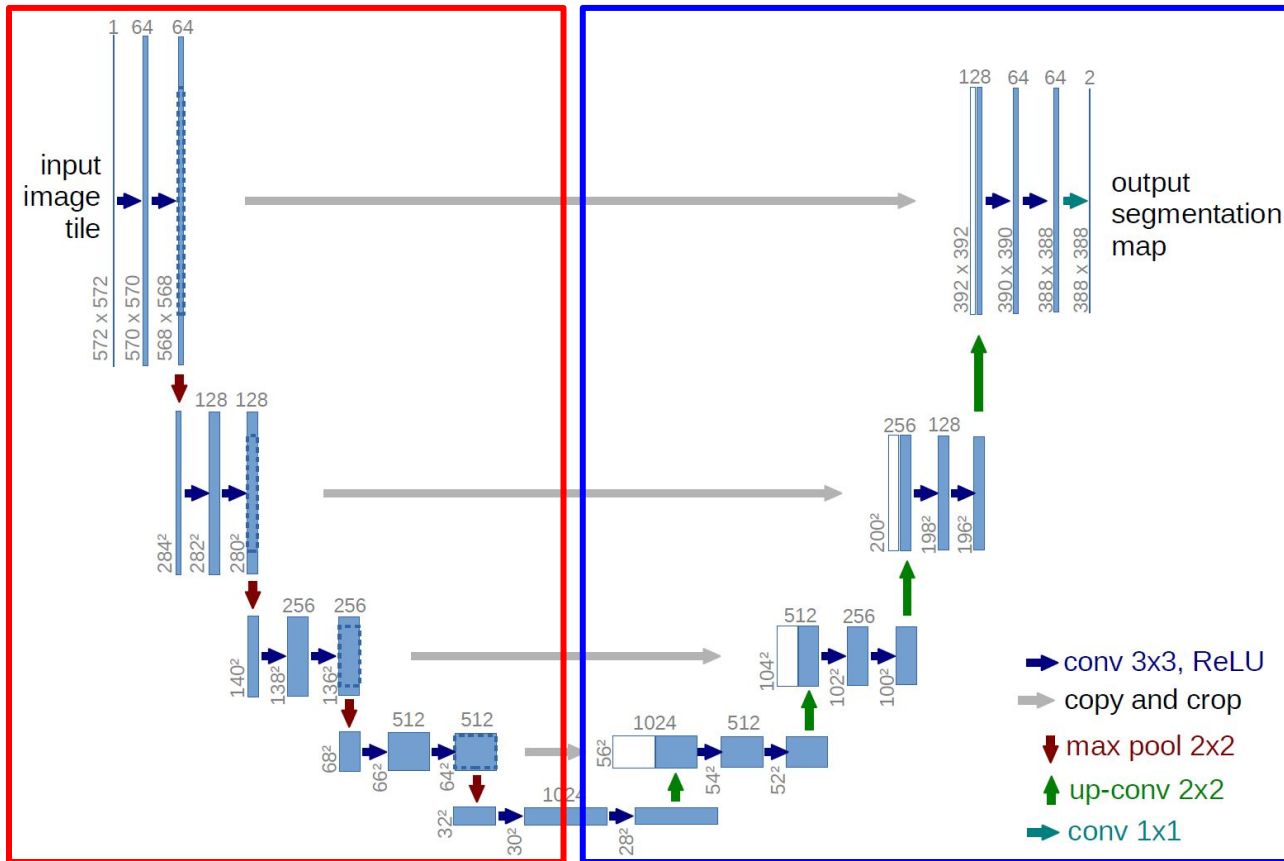 1 64 64
128 64 64 2
input
image
tile
output
segmentation
map
572 x 572
570 x 570
568 x 568
392 x 392
390 x 390
388 x 388
388 x 388
128 128
256 128
284²
282²
280²
200²
198²
196²
256 256
512 256
140²
138²
136²
104²
102²
100²
512 512
1024 512
68²
66²
64²
56²
54²
52²
1024
32²
30²
28²
conv 3x3, ReLU
copy and crop
max pool 2x2
up-conv 2x2
conv 1x1